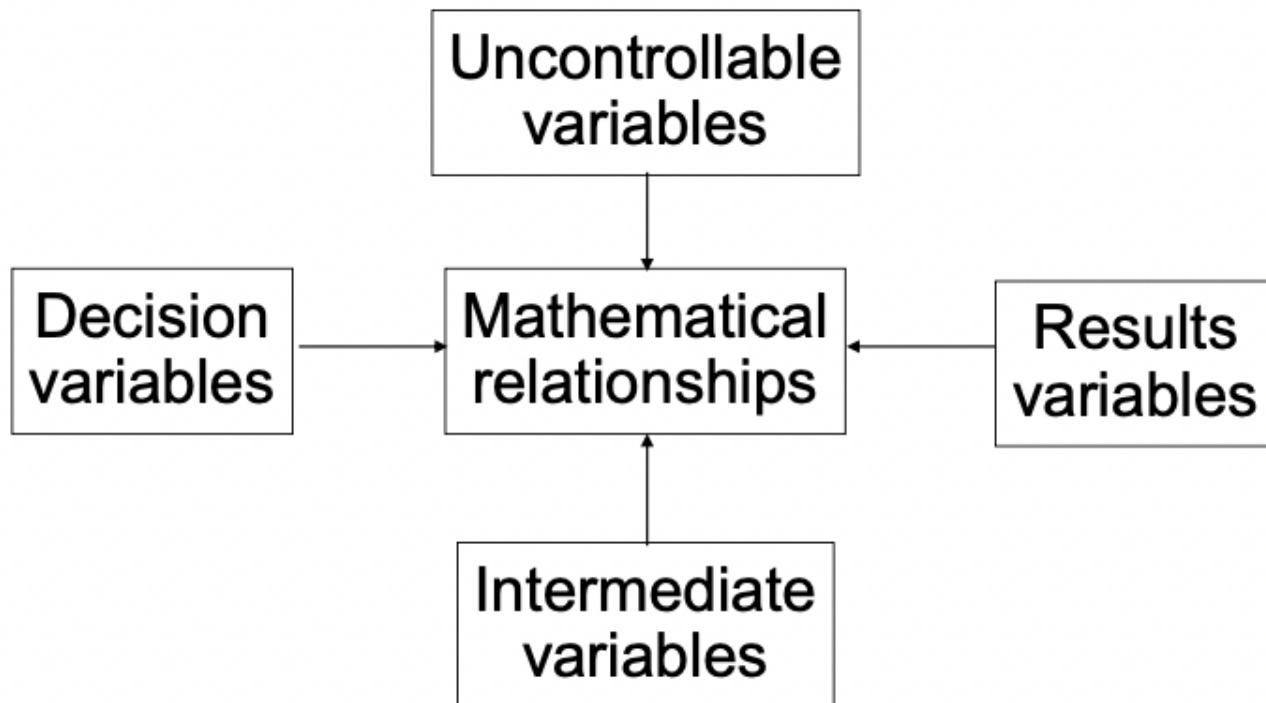 Uncontrollable
variables
Decision
variables
Mathematical
relationships
Results
variables
Intermediate
variables